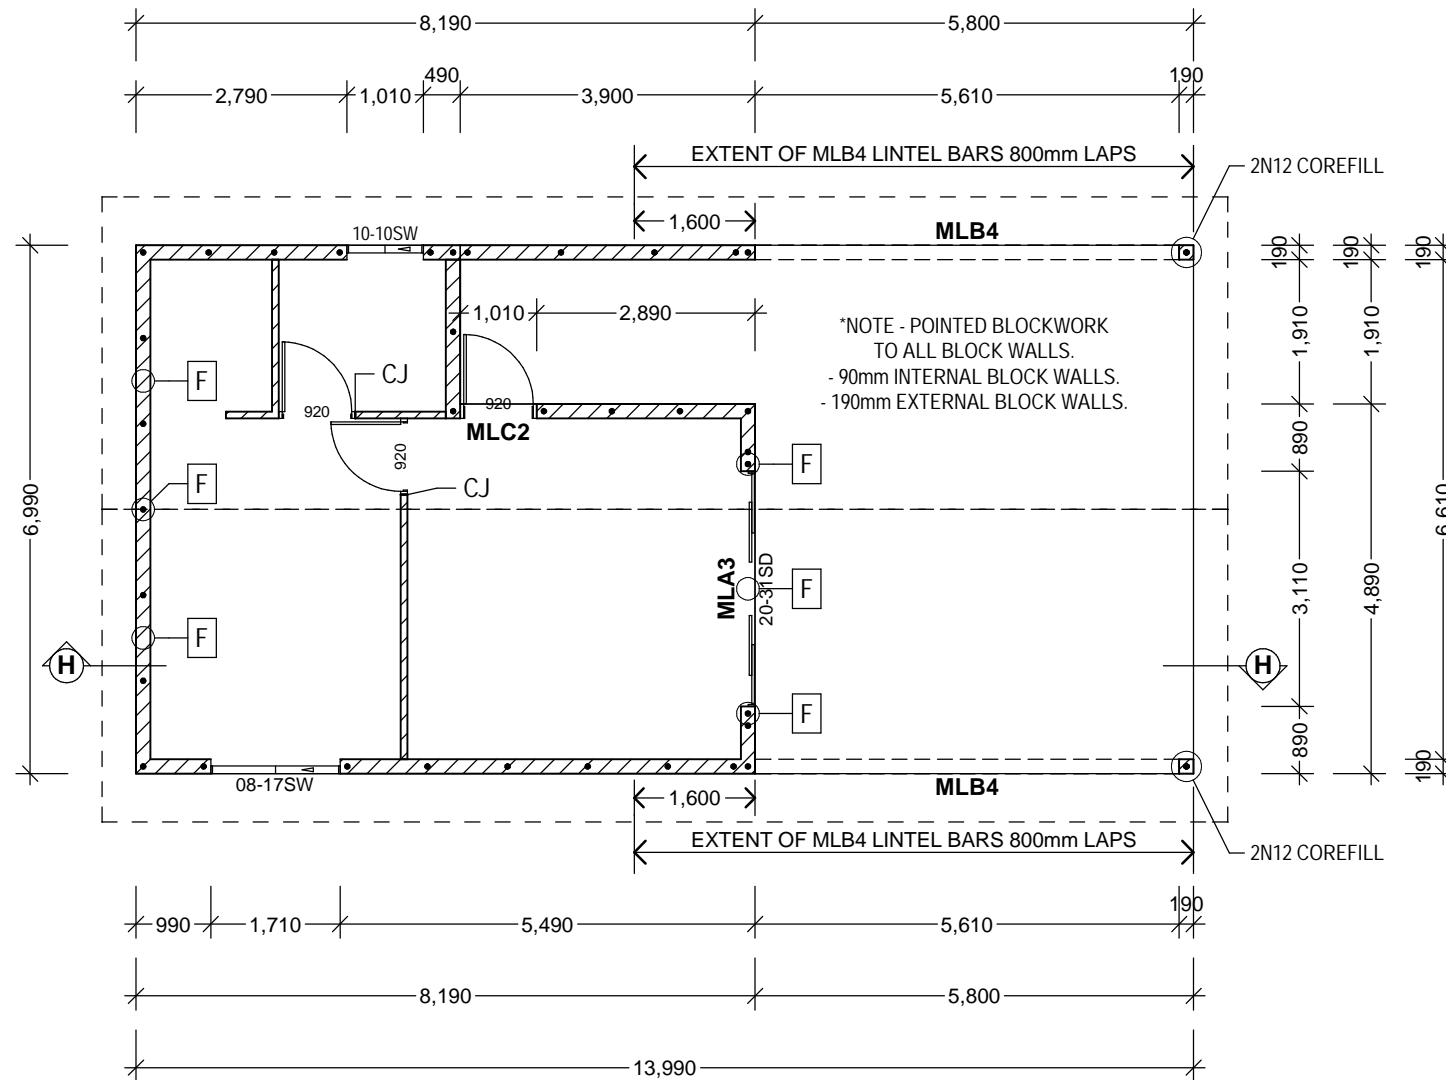 8,190
5,800
490
190
2,790
1,010
3,900
5,610
EXTENT OF MLB4 LINTEL BARS 800mm LAPS
2N12 COREFILL
1,600
10-10SW
MLB4
190
190
190
1,010
2,890
*NOTE - POINTED BLOCKWORK
TO ALL BLOCK WALLS.
- 90mm INTERNAL BLOCK WALLS.
- 190mm EXTERNAL BLOCK WALLS.
1,910
1,910
F
CJ
920
920
MLC2
890
920
F
CJ
F
6,990
6,610
MLA3
20-31SD
F
3,110
4,890
F
H
H
F
890
08-17SW
1,600
MLB4
190
190
EXTENT OF MLB4 LINTEL BARS 800mm LAPS
2N12 COREFILL
190
990
1,710
5,490
5,610
8,190
5,800
13,990